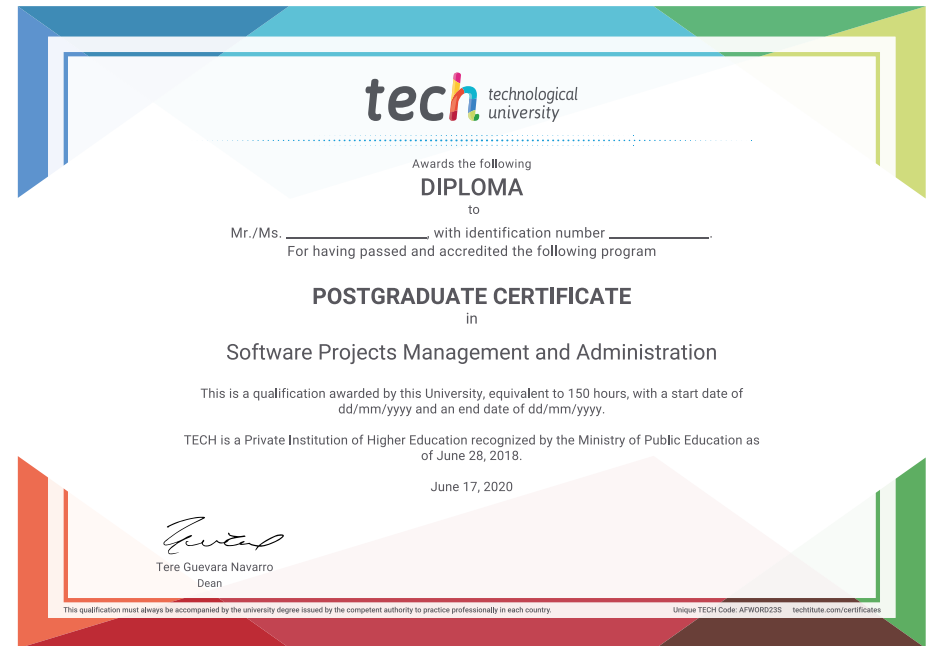 tech technological
university
Awards the following
DIPLOMA
to
Mr./Ms. ____________________, with identification number ______________.
For having passed and accredited the following program
POSTGRADUATE CERTIFICATE
in
Software Projects Management and Administration
This is a qualification awarded by this University, equivalent to 150 hours, with a start date of
dd/mm/yyyy and an end date of dd/mm/yyyy.
TECH is a Private Institution of Higher Education recognized by the Ministry of Public Education as
of June 28, 2018.
June 17, 2020
Tere Guevara Navarro
Dean
This qualification must always be accompanied by the university degree issued by the competent authority to practice professionally in each country.
Unique TECH Code: AFWORD23S techtitute.com/certificates